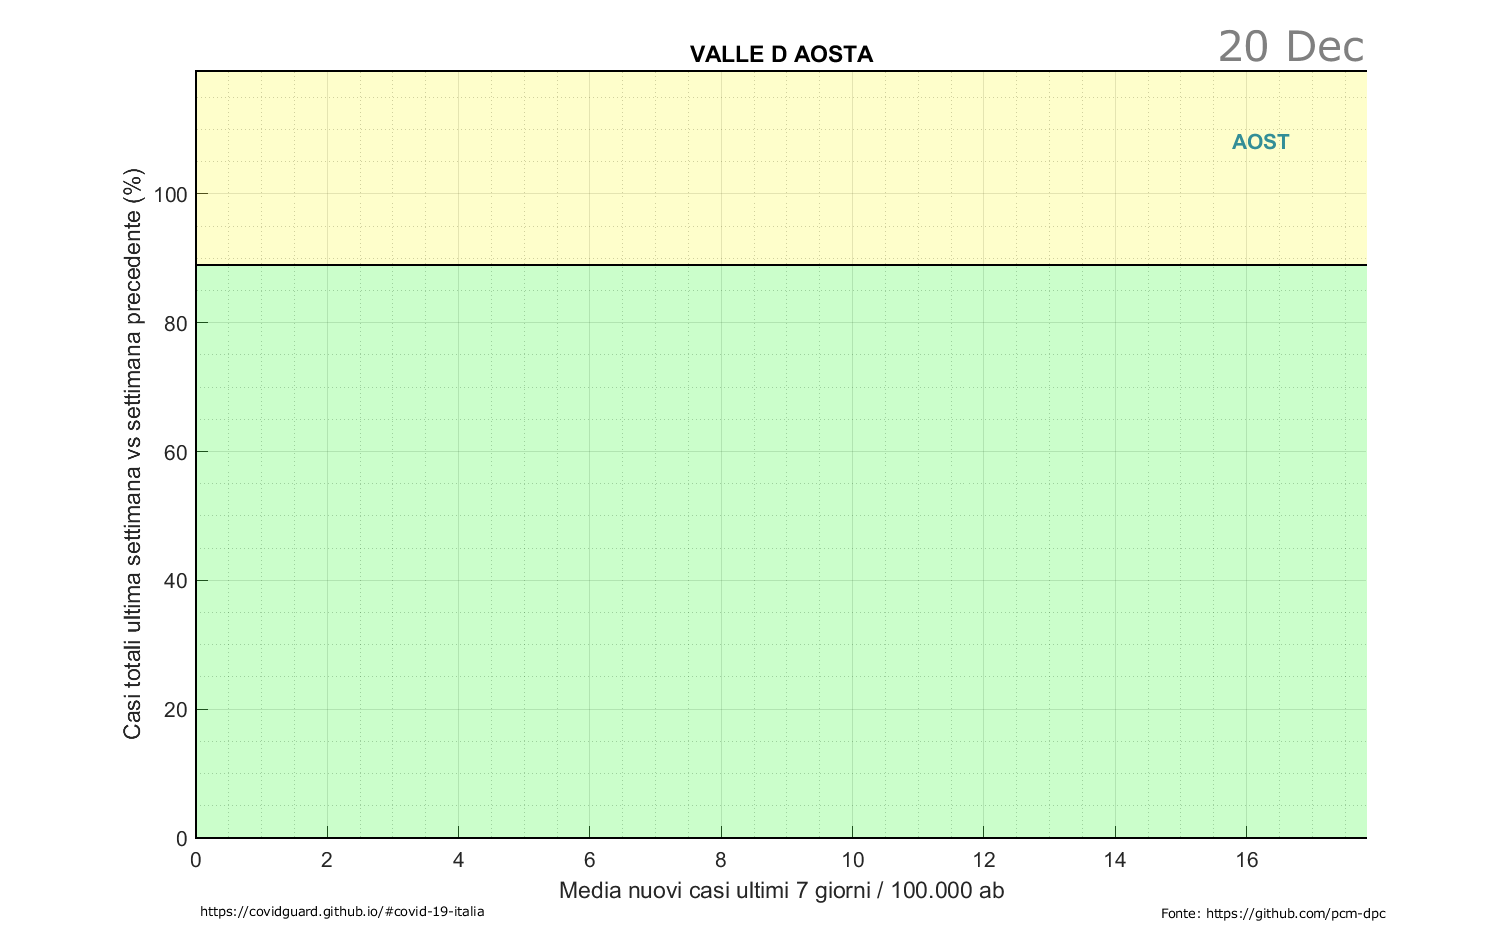 VALLE D AOSTA
20 Dec
AOST
Casi totali ultima settimana vs settimana precedente (%)
100
80
60
40
20
0
0 2 4 6 8 10 12 14 16
Media nuovi casi ultimi 7 giorni / 100.000 ab
https://covidguard.github.io/#covid-19-italia
Fonte: https://github.com/pcm-dpc